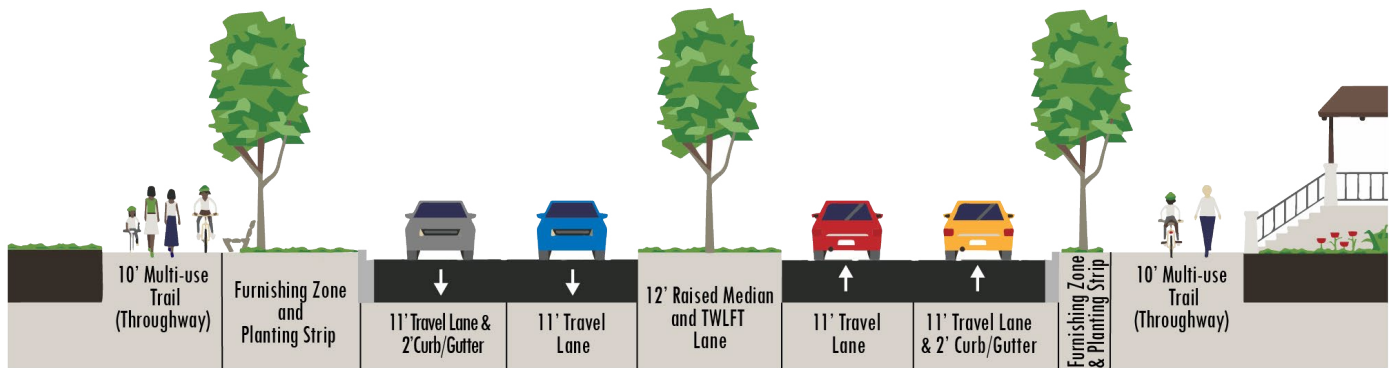 10’ Multi-use
Trail
(Throughway)
Furnishing Zone
and
Planting Strip
11’ Travel Lane &
2’Curb/Gutter
11’ Travel
Lane
12’ Raised Median
and TWLFT
Lane
11’ Travel
Lane
11’ Travel Lane
& 2’ Curb/Gutter
Furnishing Zone
& Planting Strip
10’ Multi-use
Trail
(Throughway)